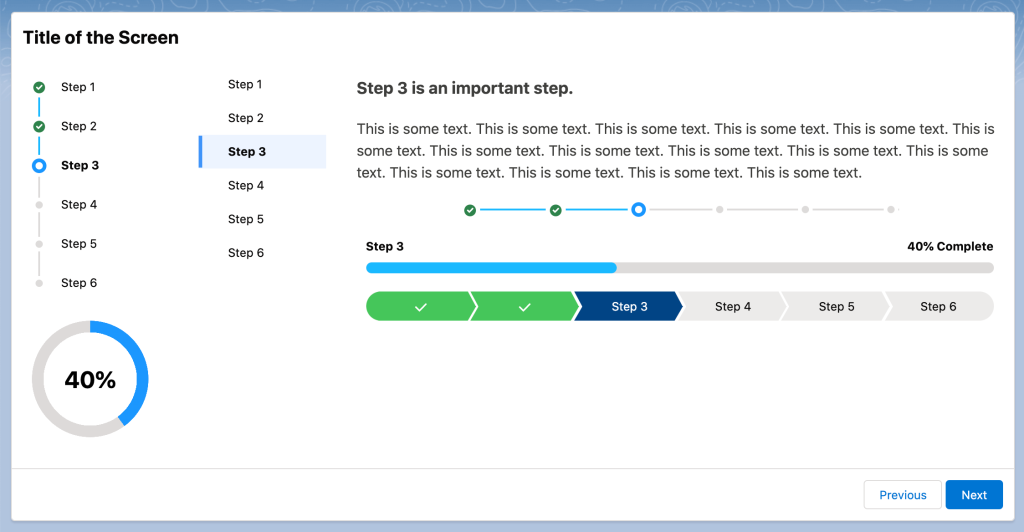 Title of the Screen
Step 1
Step 2
Step 3
Step 4
Step 5
Step 6
40%
Step 1
Step 2
Step 3
Step 4
Step 5
Step 6
Step 3 is an important step.
This is some text. This is some text. This is some text. This is some text. This is some text. This is
some text. This is some text. This is some text. This is some text. This is some text. This is some
text. This is some text. This is some text. This is some text. This is some text.
Step 3 40% Complete
Step 3 Step 4 Step 5 Step 6
Previous Next